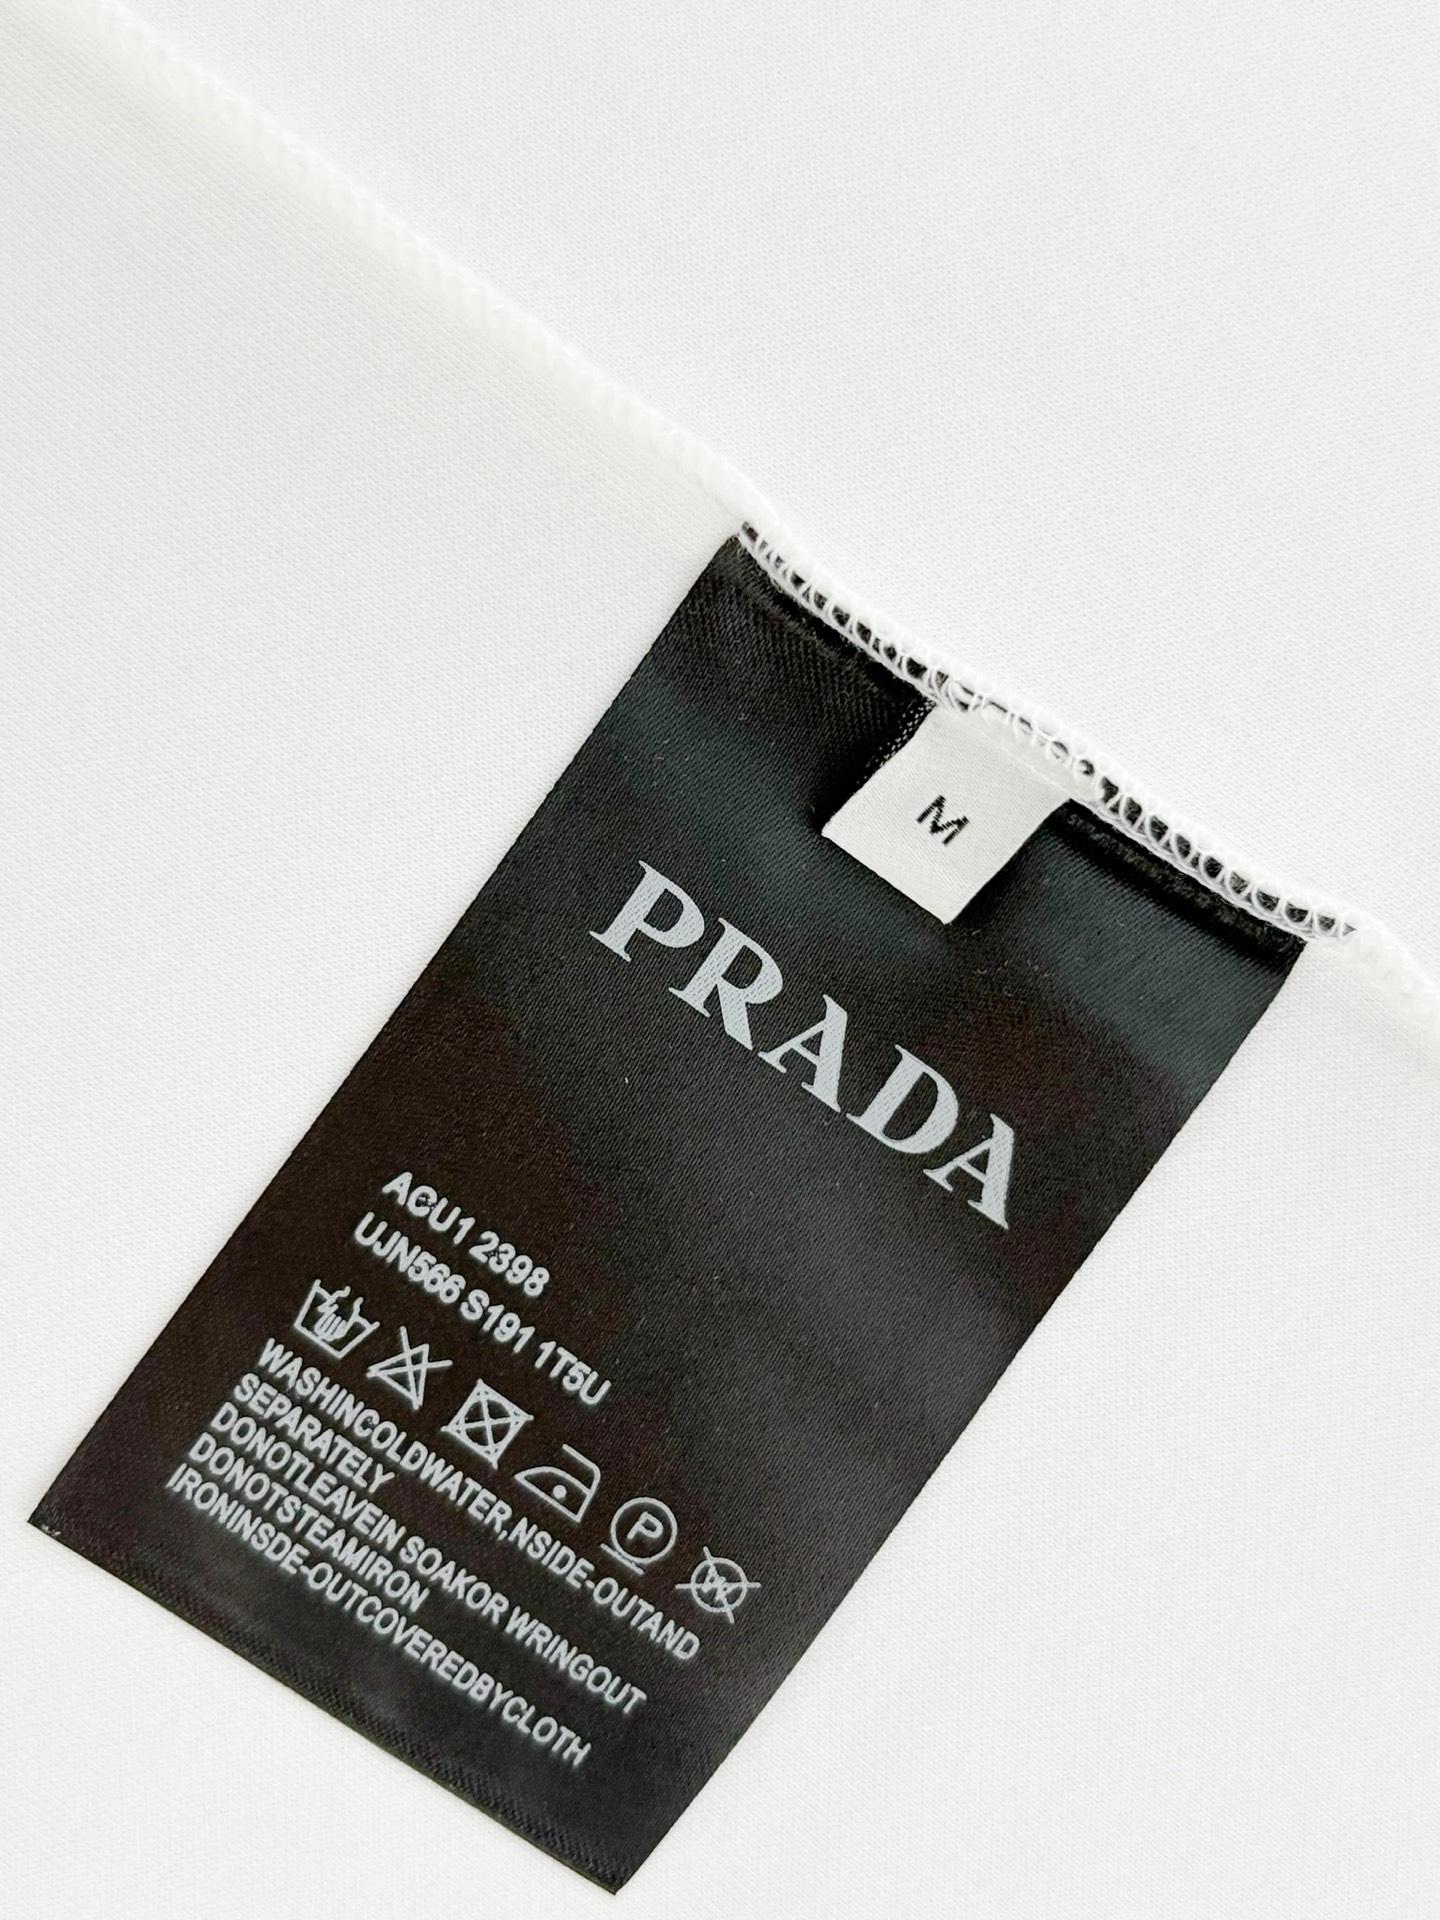 M
PRADA
ACU1 2398
UJN566 S191 1T5U
P
WASHINCOLDWATER,NSIDE-OUTAND
SEPARATELY
DONOTLEAVEIN SOAKOR WRINGOUT
DONOTSTEAMIRON
IRONINSDE-OUTCOVEREDBYCLOTH